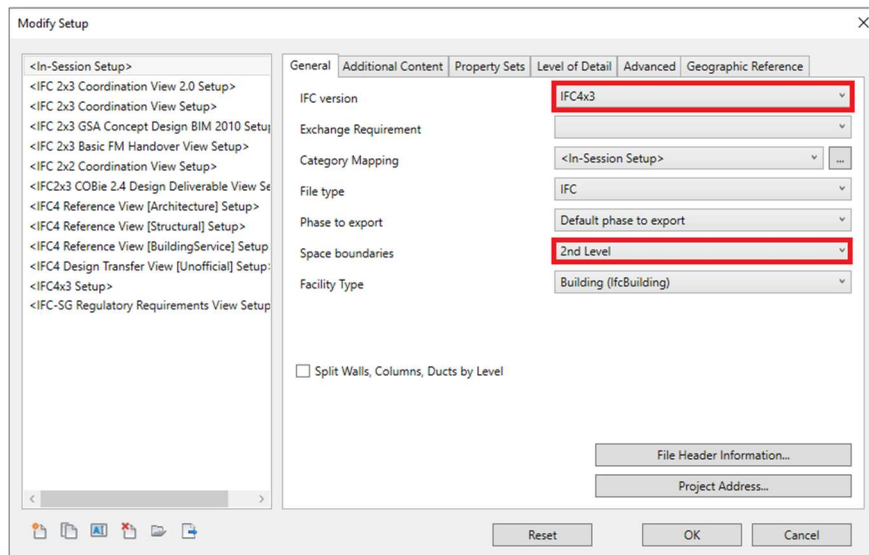 Modify Setup
<In-Session Setup>
<IFC 2x3 Coordination View 2.0 Setup>
<IFC 2x3 Coordination View Setup>
<IFC 2x3 GSA Concept Design BIM 2010 Setu
<IFC 2x3 Basic FM Handover View Setup>
<IFC 2x2 Coordination View Setup>
<IFC2x3 COBie 2.4 Design Deliverable View Se
<IFC4 Reference View [Architecture] Setup>
<IFC4 Reference View [Structural] Setup>
<IFC4 Reference View [BuildingService] Setup
<IFC4 Design Transfer View [Unofficial] Setup>
<IFC4x3 Setup>
<IFC-SG Regulatory Requirements View Setup
General Additional Content Property Sets Level of Detail Advanced Geographic Reference
IFC version IFC4x3
Exchange Requirement
Category Mapping <In-Session Setup> ...
File type IFC
Phase to export Default phase to export
Space boundaries 2nd Level
Facility Type Building (IfcBuilding)
Split Walls, Columns, Ducts by Level
File Header Information...
Project Address...
Reset OK Cancel